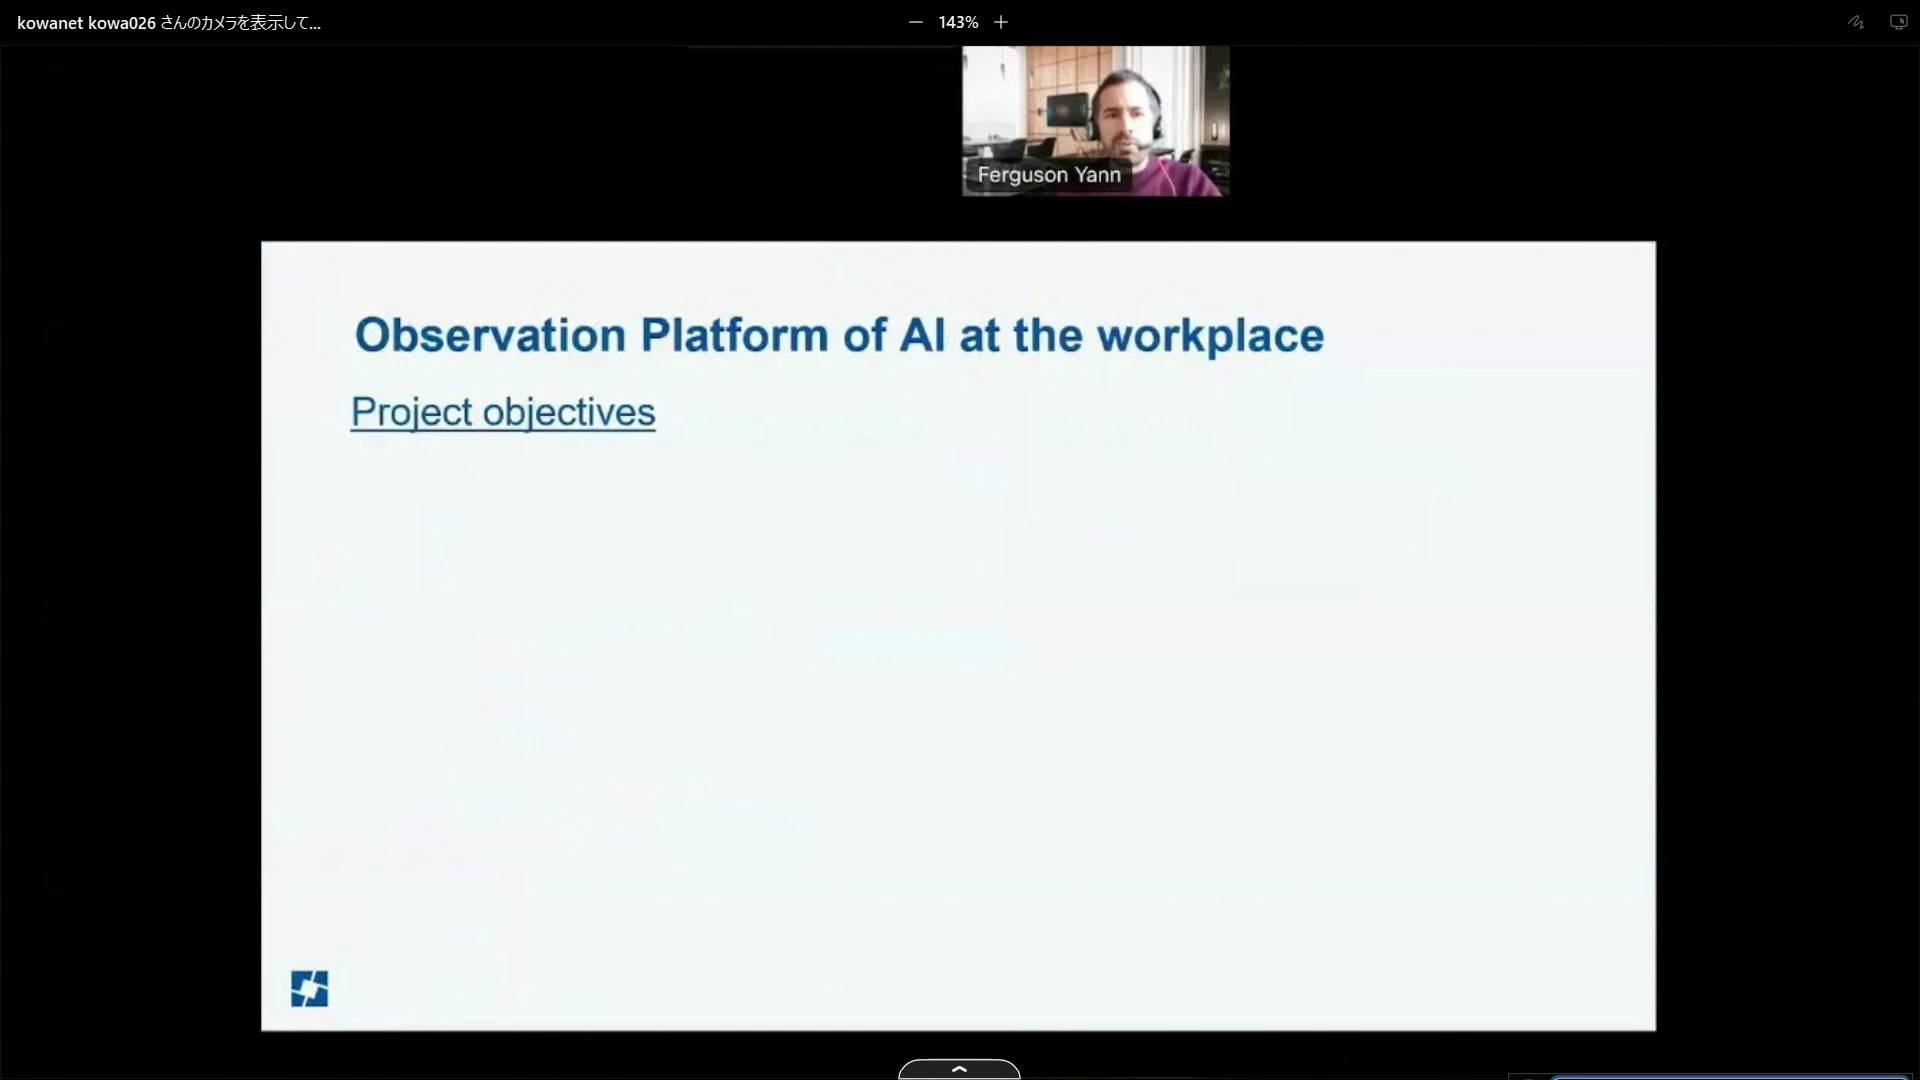 kowanet kowa026 さんのカメラを表示して...
143%
Ferguson Yann
Observation Platform of AI at the workplace
Project objectives